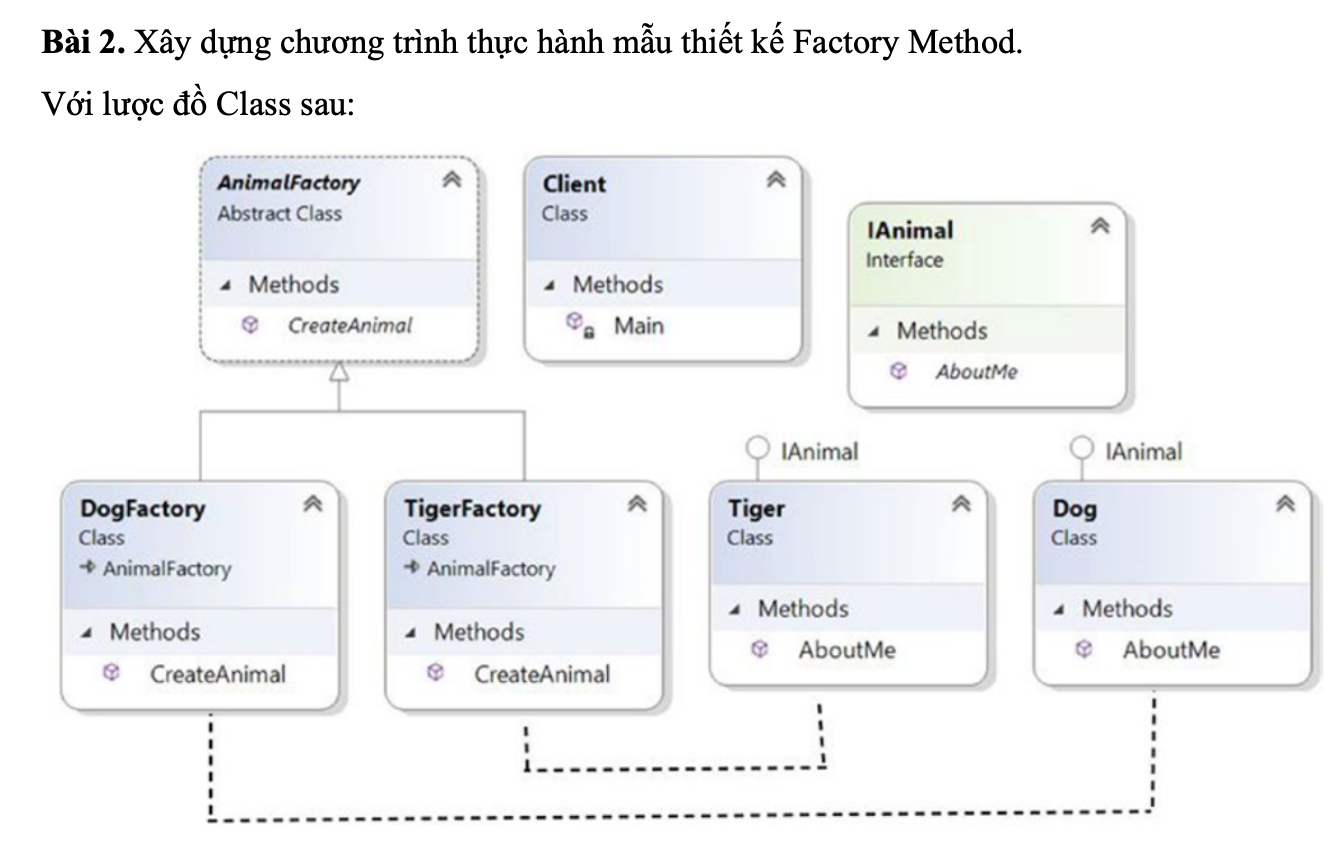 Bài 2. Xây dựng chương trình thực hành mẫu thiết kế Factory Method.
Với lược đồ Class sau:
AnimalFactory
Abstract Class
Methods
CreateAnimal
Client
Class
Methods
Main
IAnimal
Interface
Methods
AboutMe
DogFactory
Class
AnimalFactory
Methods
CreateAnimal
TigerFactory
Class
AnimalFactory
Methods
CreateAnimal
IAnimal
Tiger
Class
Methods
AboutMe
IAnimal
Dog
Class
Methods
AboutMe